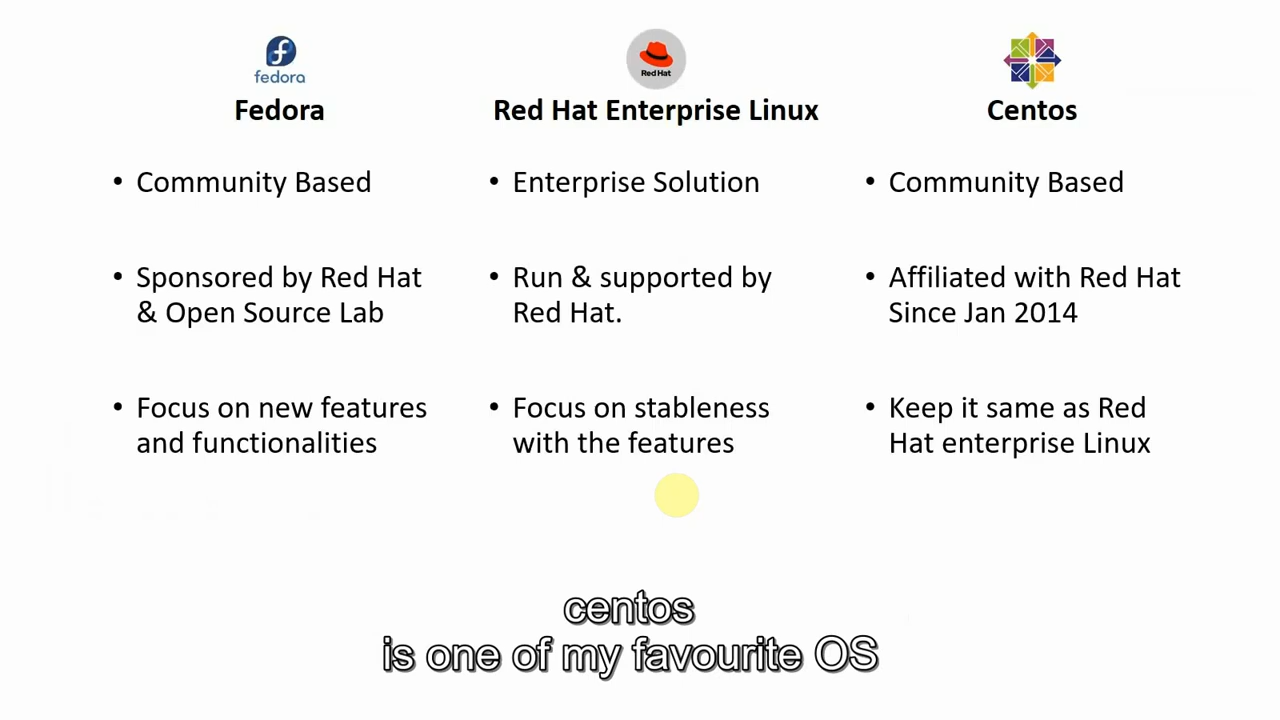 fedora
Fedora
• Community Based
• Sponsored by Red Hat
& Open Source Lab
• Focus on new features
and functionalities
Red Hat
Red Hat Enterprise Linux
• Enterprise Solution
• Run & supported by
Red Hat.
• Focus on stableness
with the features
Centos
• Community Based
• Affiliated with Red Hat
Since Jan 2014
• Keep it same as Red
Hat enterprise Linux
centos
is one of my favourite OS